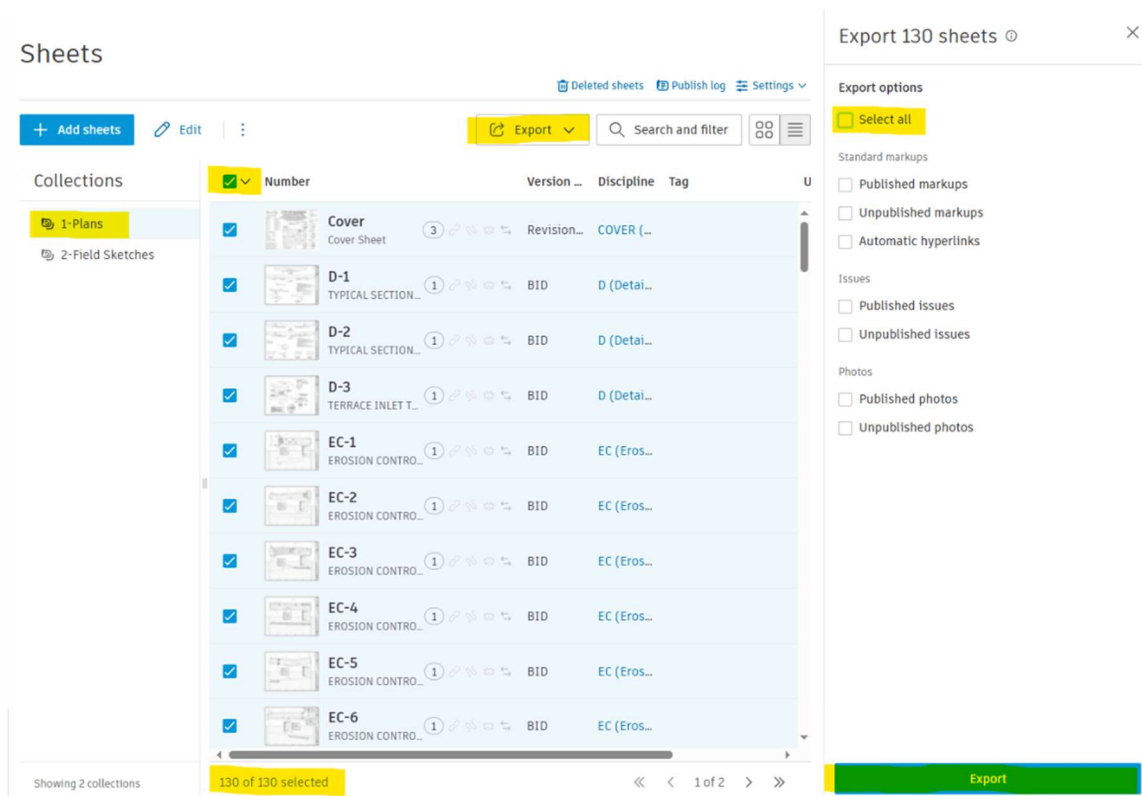 Sheets
Deleted sheets Publish log Settings
+ Add sheets Edit Export Search and filter
Collections
1-Plans
2-Field Sketches
Showing 2 collections
Number Version ... Discipline Tag U
Cover 3 Revision... COVER (...
Cover Sheet
D-1 1 BID D (Detai...
TYPICAL SECTION...
D-2 1 BID D (Detai...
TYPICAL SECTION...
D-3 1 BID D (Detai...
TERRACE INLET T...
EC-1 1 BID EC (Eros...
EROSION CONTRO...
EC-2 1 BID EC (Eros...
EROSION CONTRO...
EC-3 1 BID EC (Eros...
EROSION CONTRO...
EC-4 1 BID EC (Eros...
EROSION CONTRO...
EC-5 1 BID EC (Eros...
EROSION CONTRO...
EC-6 1 BID EC (Eros...
EROSION CONTRO...
130 of 130 selected 1 of 2
Export 130 sheets
Export options
Select all
Standard markups
Published markups
Unpublished markups
Automatic hyperlinks
Issues
Published issues
Unpublished issues
Photos
Published photos
Unpublished photos
Export